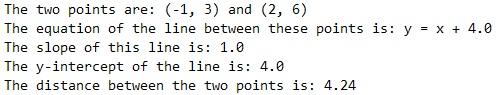 The two points are: (-1, 3) and (2, 6)
The equation of the line between these points is: y = x + 4.0
The slope of this line is: 1.0
The y-intercept of the line is: 4.0
The distance between the two points is: 4.24